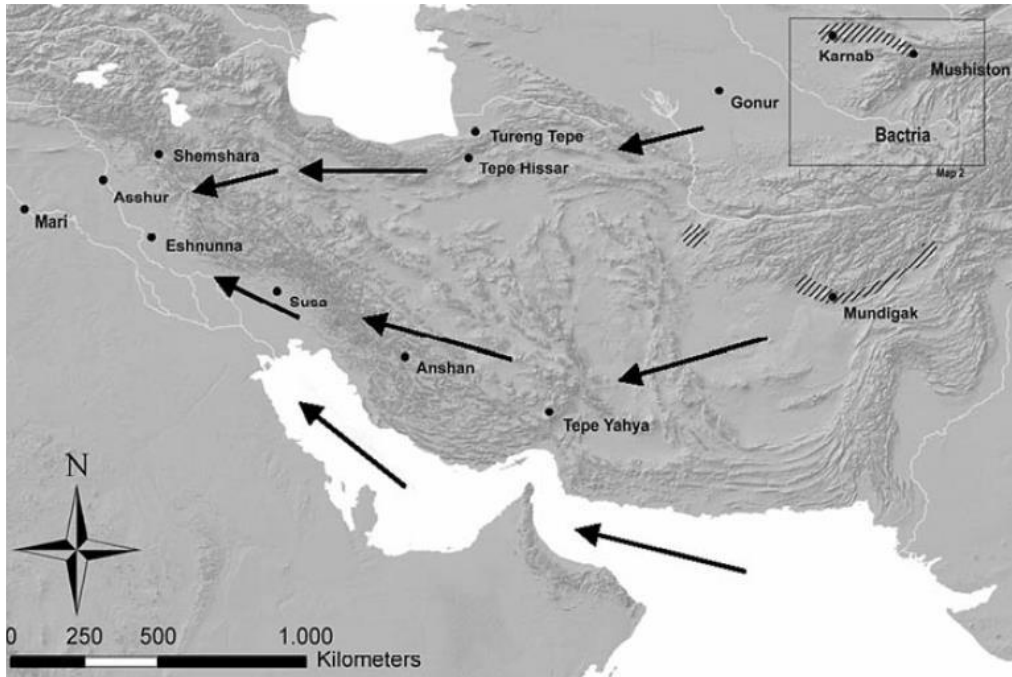 Karnab
Mushiston
Gonur
Bactria
Tureng Tepe
Shemshara
Tepe Hissar
Map 2
Asshur
Mari
Eshnunna
Susa
Mundigak
Anshan
Tepe Yahya
N
0 250 500 1.000
Kilometers